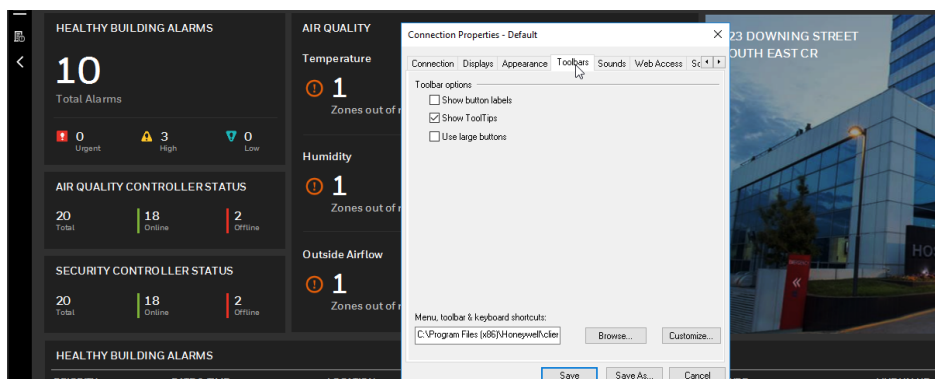 HEALTHY BUILDING ALARMS
10
Total Alarms
0
Urgent
3
High
0
Low
AIR QUALITY CONTROLLER STATUS
20
Total
18
Online
2
Offline
SECURITY CONTROLLER STATUS
20
Total
18
Online
2
Offline
HEALTHY BUILDING ALARMS
AIR QUALITY
Temperature
1
Zones out of
Humidity
1
Zones out of
Outside Airflow
1
Zones out of
Connection Properties - Default
Connection Displays Appearance Toolbars Sounds Web Access
Toolbar options
Show button labels
Show ToolTips
Use large buttons
Menu, toolbar & keyboard shortcuts:
C:\Program Files (x86)\Honeywell\clier
Browse... Customize...
Save Save As... Cancel
23 DOWNING STREET
OUTH EAST CR
HOS